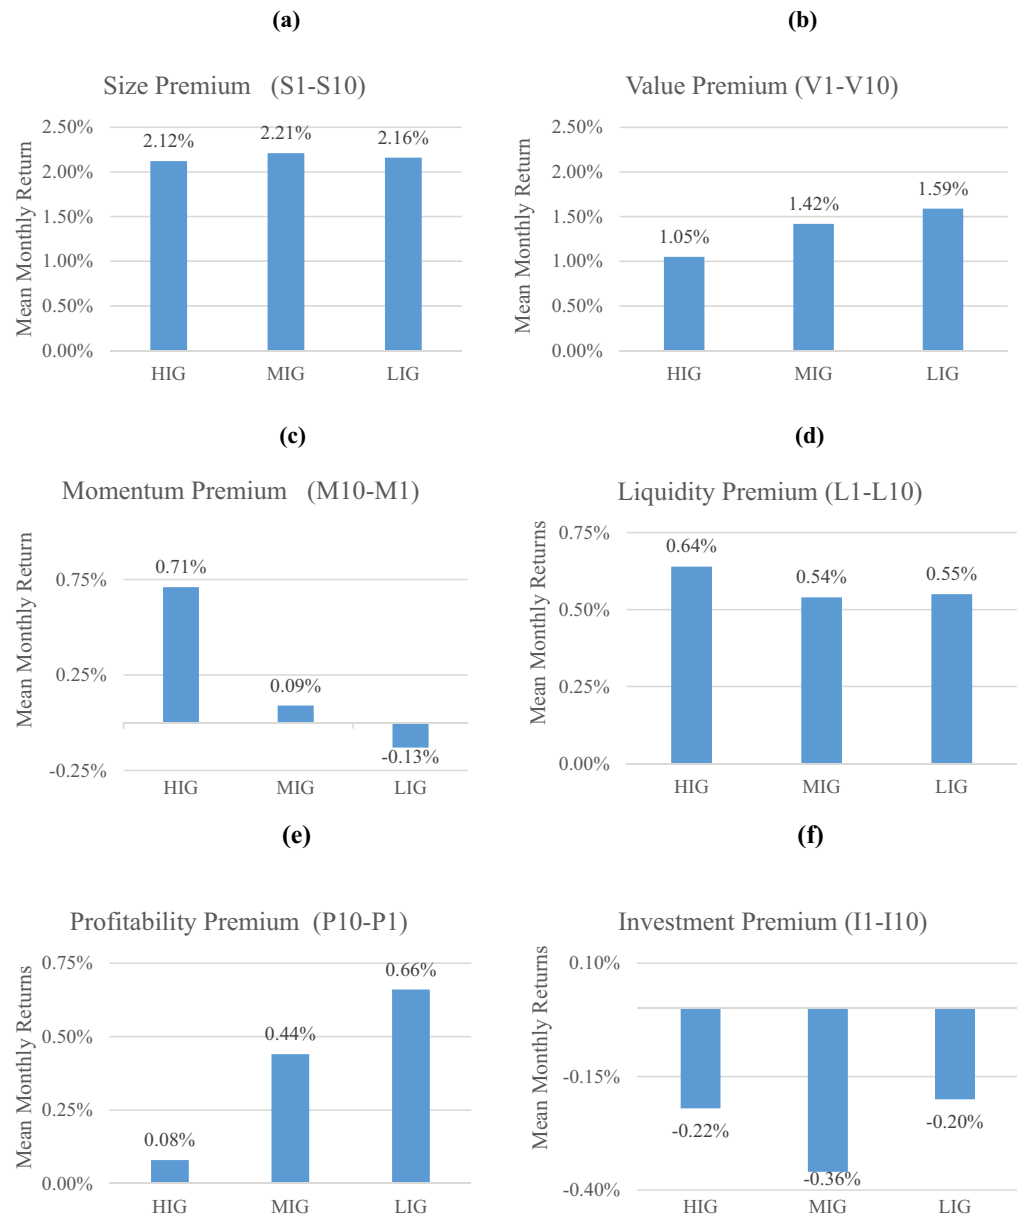 (a)
Size Premium (S1-S10)
Mean Monthly Return
2.50%
2.00%
1.50%
1.00%
0.50%
0.00%
2.12%
2.21%
2.16%
HIG
MIG
LIG
(b)
Value Premium (V1-V10)
Mean Monthly Return
2.50%
2.00%
1.50%
1.00%
0.50%
0.00%
1.05%
1.42%
1.59%
HIG
MIG
LIG
(c)
Momentum Premium (M10-M1)
Mean Monthly Return
0.75%
0.25%
-0.25%
0.71%
0.09%
-0.13%
HIG
MIG
LIG
(d)
Liquidity Premium (L1-L10)
Mean Monthly Returns
0.75%
0.50%
0.25%
0.00%
0.64%
0.54%
0.55%
HIG
MIG
LIG
(e)
Profitability Premium (P10-P1)
Mean Monthly Returns
0.75%
0.50%
0.25%
0.00%
0.08%
0.44%
0.66%
HIG
MIG
LIG
(f)
Investment Premium (I1-I10)
Mean Monthly Returns
0.10%
-0.15%
-0.40%
-0.22%
-0.36%
-0.20%
HIG
MIG
LIG